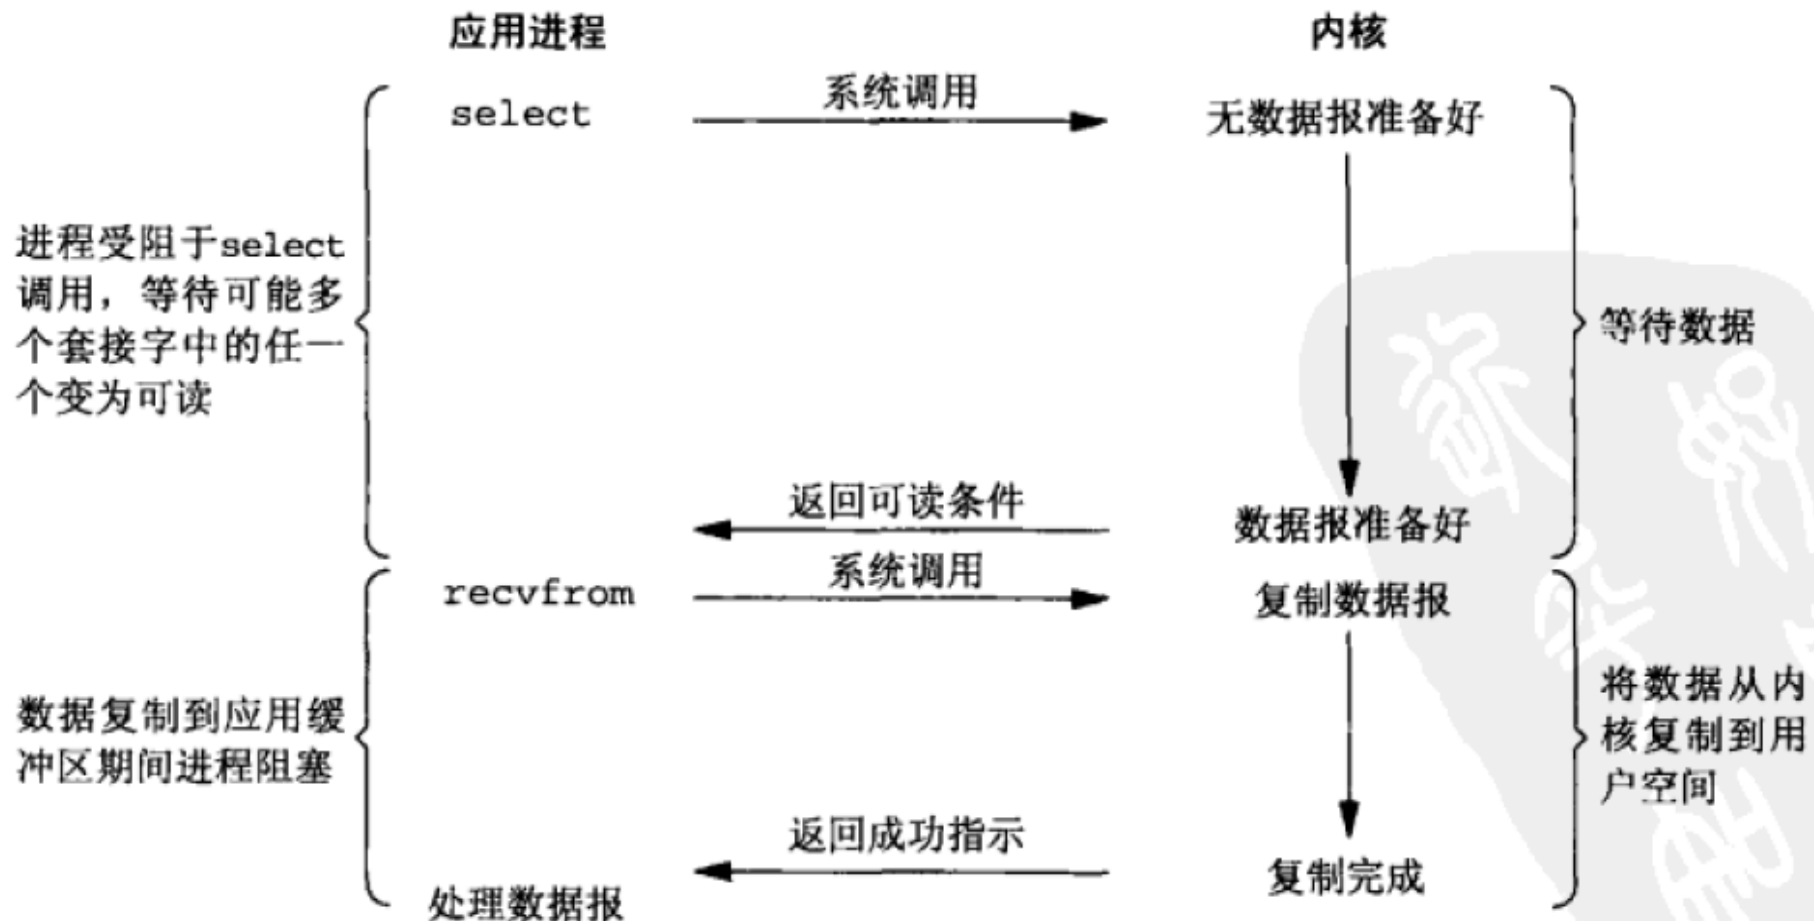 应用进程
内核
select
系统调用
无数据报准备好
进程受阻于select
调用，等待可能多
个套接字中的任一
个变为可读
等待数据
返回可读条件
数据报准备好
recvfrom
系统调用
复制数据报
数据复制到应用缓
冲区期间进程阻塞
将数据从内
核复制到用
户空间
返回成功指示
复制完成
处理数据报